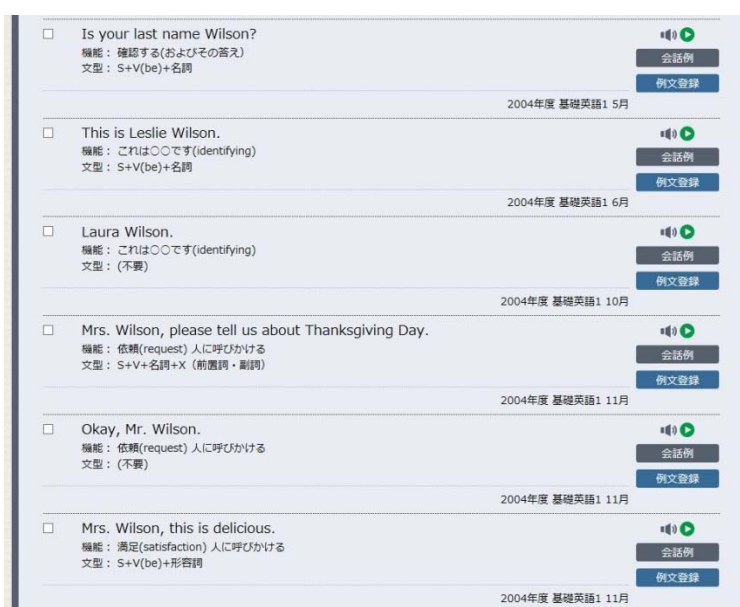 Is your last name Wilson?
機能： 確認する(およびその答え)
文型： S+V(be)+名詞
会話例
例文登録
2004年度 基礎英語1 5月
This is Leslie Wilson.
機能： これは○○です(identifying)
文型： S+V(be)+名詞
会話例
例文登録
2004年度 基礎英語1 6月
Laura Wilson.
機能： これは○○です(identifying)
文型： (不要)
会話例
例文登録
2004年度 基礎英語1 10月
Mrs. Wilson, please tell us about Thanksgiving Day.
機能： 依頼(request) 人に呼びかける
文型： S+V+名詞+X（前置詞・副詞）
会話例
例文登録
2004年度 基礎英語1 11月
Okay, Mr. Wilson.
機能： 依頼(request) 人に呼びかける
文型： (不要)
会話例
例文登録
2004年度 基礎英語1 11月
Mrs. Wilson, this is delicious.
機能： 満足(satisfaction) 人に呼びかける
文型： S+V(be)+形容詞
会話例
例文登録
2004年度 基礎英語1 11月